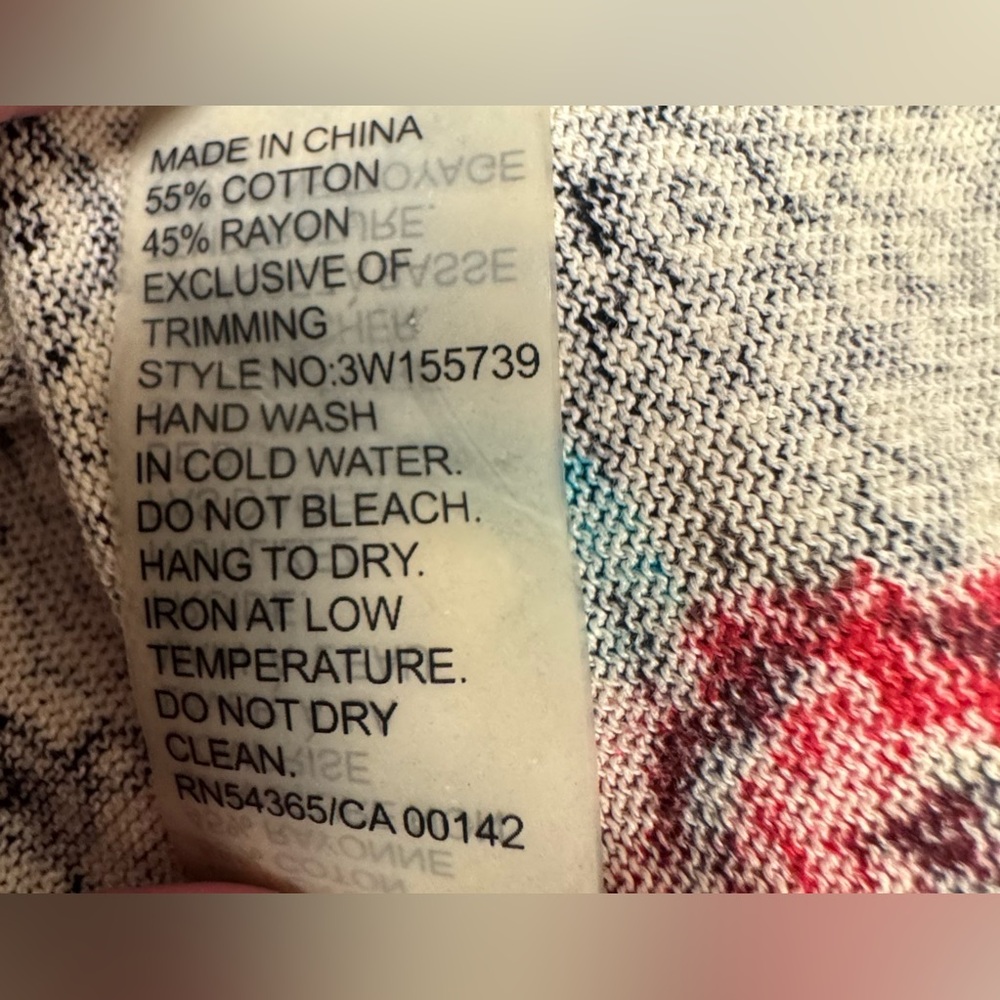 MADE IN CHINA
55% COTTON
45% RAYON
EXCLUSIVE OF
TRIMMING
STYLE NO:3W155739
HAND WASH
IN COLD WATER.
DO NOT BLEACH.
HANG TO DRY.
IRON AT LOW
TEMPERATURE.
DO NOT DRY
CLEAN.
RN54365/CA 00142